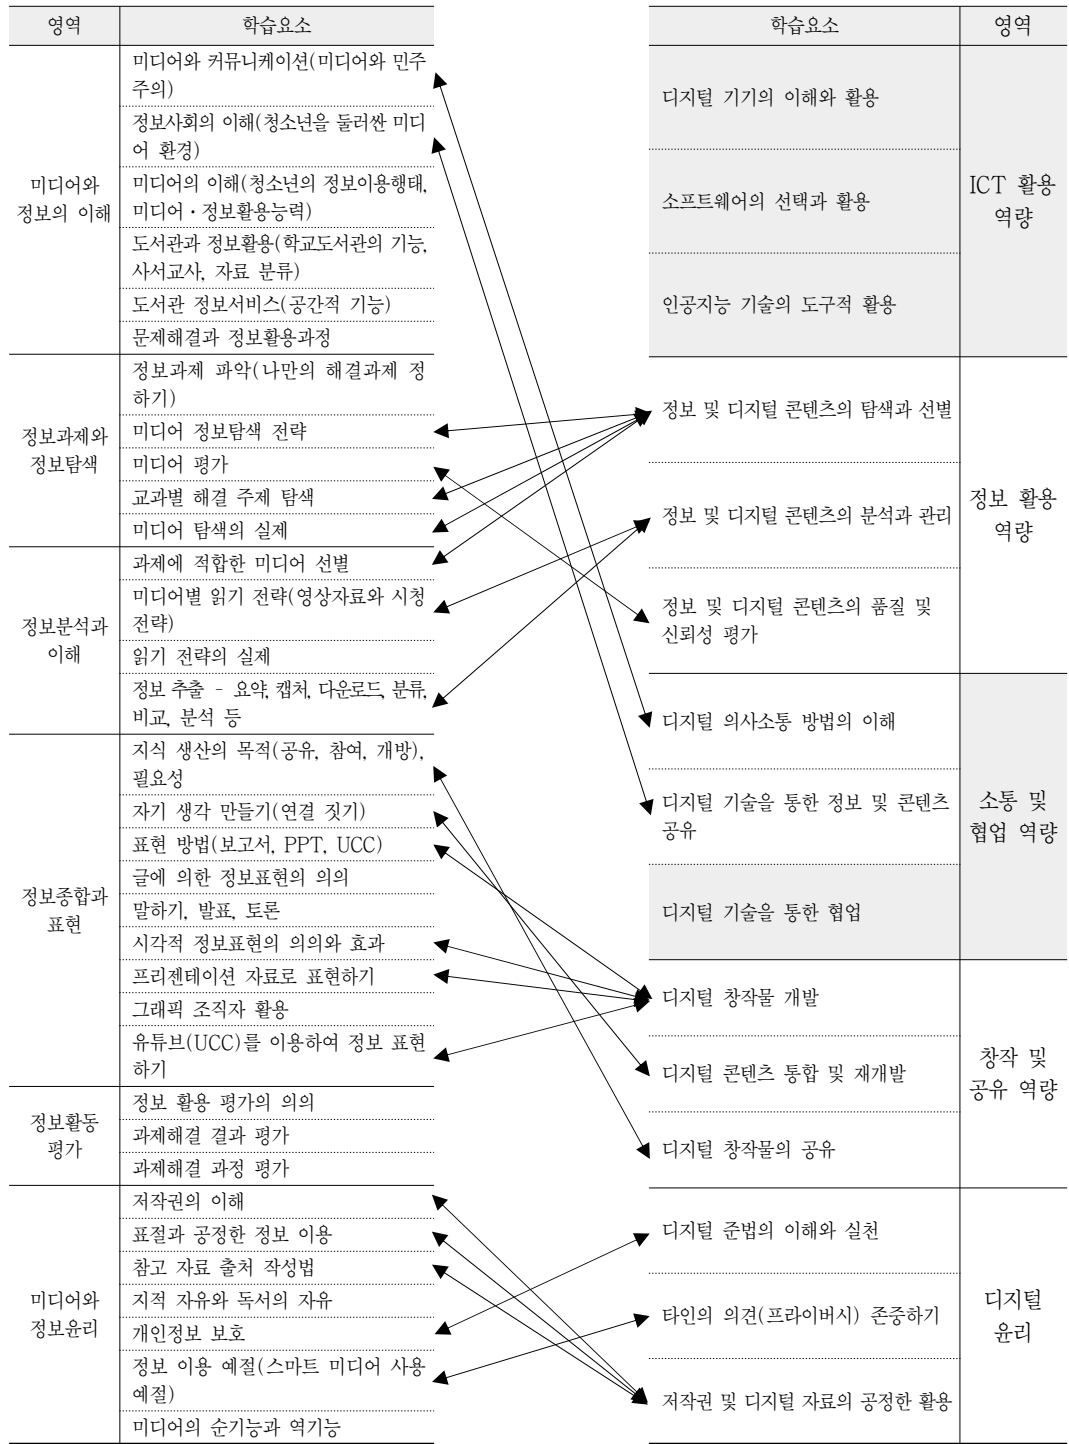 영역
학습요소
미디어와
정보의 이해
미디어와 커뮤니케이션(미디어와 민주
주의)
정보사회의 이해(청소년을 둘러싼 미디
어 환경)
미디어의 이해(청소년의 정보이용행태,
미디어·정보활용능력)
도서관과 정보활용(학교도서관의 기능,
사서교사, 자료 분류)
도서관 정보서비스(공간적 기능)
문제해결과 정보활용과정
정보과제와
정보탐색
정보과제 파악(나만의 해결과제 정
하기)
미디어 정보탐색 전략
미디어 평가
교과별 해결 주제 탐색
미디어 탐색의 실제
정보분석과
이해
과제에 적합한 미디어 선별
미디어별 읽기 전략(영상자료와 시청
전략)
읽기 전략의 실제
정보 추출 - 요약, 캡처, 다운로드, 분류,
비교, 분석 등
정보종합과
표현
지식 생산의 목적(공유, 참여, 개방),
필요성
자기 생각 만들기(연결 짓기)
표현 방법(보고서, PPT, UCC)
글에 의한 정보표현의 의의
말하기, 발표, 토론
시각적 정보표현의 의의와 효과
프리젠테이션 자료로 표현하기
그래픽 조직자 활용
유튜브(UCC)를 이용하여 정보 표현
하기
정보활동
평가
정보 활용 평가의 의의
과제해결 결과 평가
과제해결 과정 평가
미디어와
정보윤리
저작권의 이해
표절과 공정한 정보 이용
참고 자료 출처 작성법
지적 자유와 독서의 자유
개인정보 보호
정보 이용 예절(스마트 미디어 사용
예절)
미디어의 순기능과 역기능
학습요소
영역
디지털 기기의 이해와 활용
소프트웨어의 선택과 활용
인공지능 기술의 도구적 활용
ICT 활용
역량
정보 및 디지털 콘텐츠의 탐색과 선별
정보 및 디지털 콘텐츠의 분석과 관리
정보 및 디지털 콘텐츠의 품질 및
신뢰성 평가
정보 활용
역량
디지털 의사소통 방법의 이해
디지털 기술을 통한 정보 및 콘텐츠
공유
디지털 기술을 통한 협업
소통 및
협업 역량
디지털 창작물 개발
디지털 콘텐츠 통합 및 재개발
디지털 창작물의 공유
창작 및
공유 역량
디지털 준법의 이해와 실천
타인의 의견(프라이버시) 존중하기
저작권 및 디지털 자료의 공정한 활용
디지털
윤리